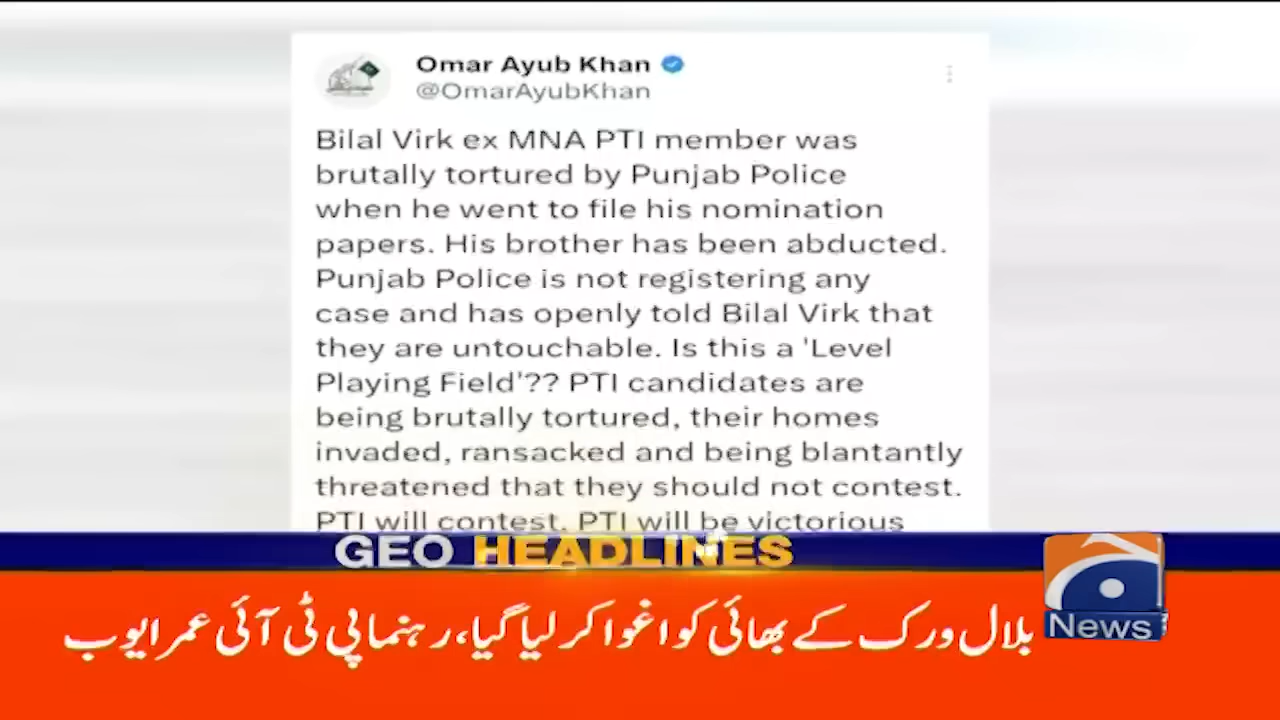 Omar Ayub Khan
@OmarAyubKhan
Bilal Virk ex MNA PTI member was
brutally tortured by Punjab Police
when he went to file his nomination
papers. His brother has been abducted.
Punjab Police is not registering any
case and has openly told Bilal Virk that
they are untouchable. Is this a 'Level
Playing Field'?? PTI candidates are
being brutally tortured, their homes
invaded, ransacked and being blantantly
threatened that they should not contest.
PTI will contest. PTI will be victorious
GEO HEADLINES
News
بلال ورک کے بھائی کو اغوا کر لیا گیا، رہنما پی ٹی آئی عمر ایوب